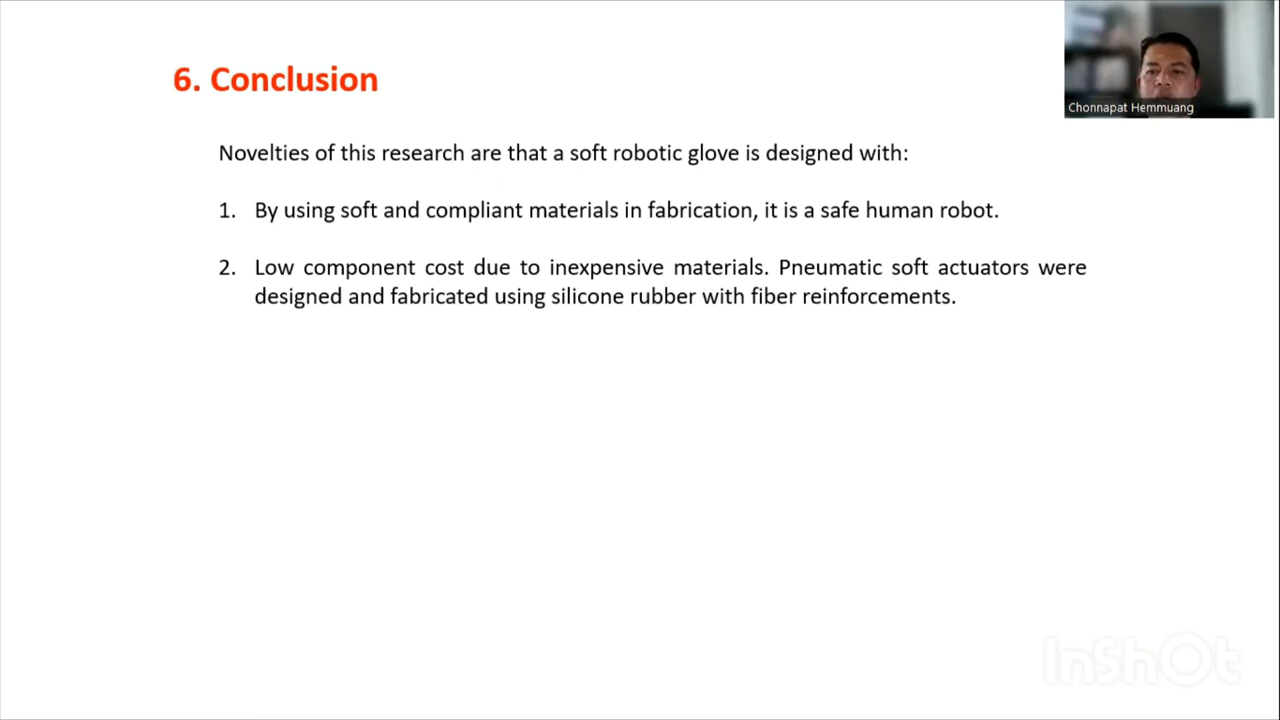 6. Conclusion
Chonnapat Hemmuang
Novelties of this research are that a soft robotic glove is designed with:
1. By using soft and compliant materials in fabrication, it is a safe human robot.
2. Low component cost due to inexpensive materials. Pneumatic soft actuators were
designed and fabricated using silicone rubber with fiber reinforcements.
InShOt